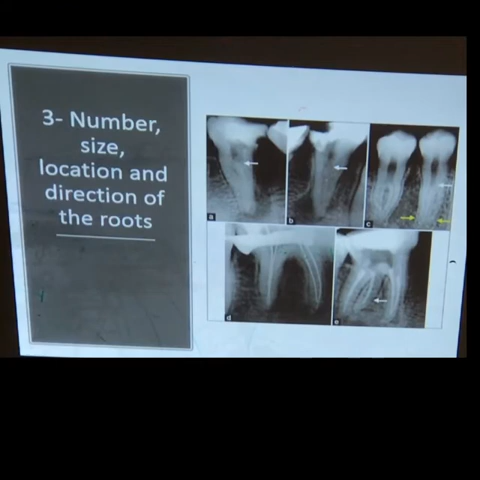 3- Number,
size,
location and
direction of
the roots
a
b
c
d
e